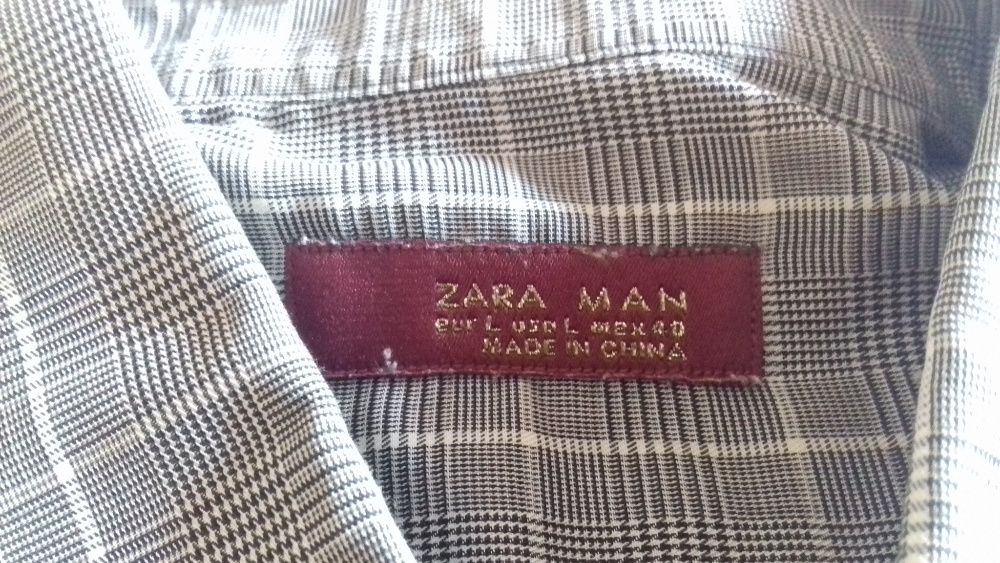 ZARA MAN
eur L usa L mex 40
MADE IN CHINA